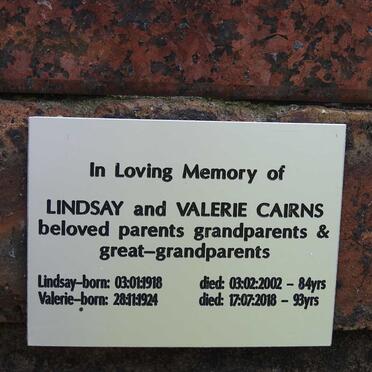 In Loving Memory of
LINDSAY and VALERIE CAIRNS
beloved parents grandparents &
great-grandparents
Lindsay-born: 03:01:1918 died: 03:02:2002 - 84yrs
Valerie-born: 28:11:1924 died: 17:07:2018 - 93yrs